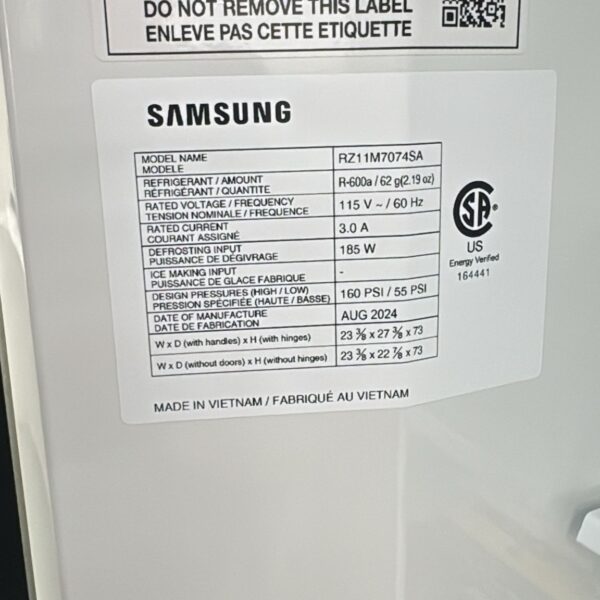 DO NOT REMOVE THIS LABEL
ENLEVE PAS CETTE ETIQUETTE
SAMSUNG
MODEL NAME
MODELE
RZ11M7074SA
REFRIGERANT / AMOUNT
RÉFRIGÉRANT / QUANTITE
R-600a / 62 g(2.19 oz)
RATED VOLTAGE / FREQUENCY
TENSION NOMINALE / FREQUENCE
115 V ~ / 60 Hz
RATED CURRENT
COURANT ASSIGNÉ
3.0 A
DEFROSTING INPUT
PUISSANCE DE DÉGIVRAGE
185 W
ICE MAKING INPUT
PUISSANCE DE GLACE FABRIQUE
-
DESIGN PRESSURES (HIGH / LOW)
PRESSION SPÉCIFIÉE (HAUTE / BASSE)
160 PSI / 55 PSI
DATE OF MANUFACTURE
DATE DE FABRICATION
AUG 2024
W x D (with handles) x H (with hinges)
23 ⅜ x 27 ⅜ x 73
W x D (without doors) x H (without hinges)
23 ⅜ x 22 ⅞ x 73
SA®
US
Energy Verified
164441
MADE IN VIETNAM / FABRIQUÉ AU VIETNAM